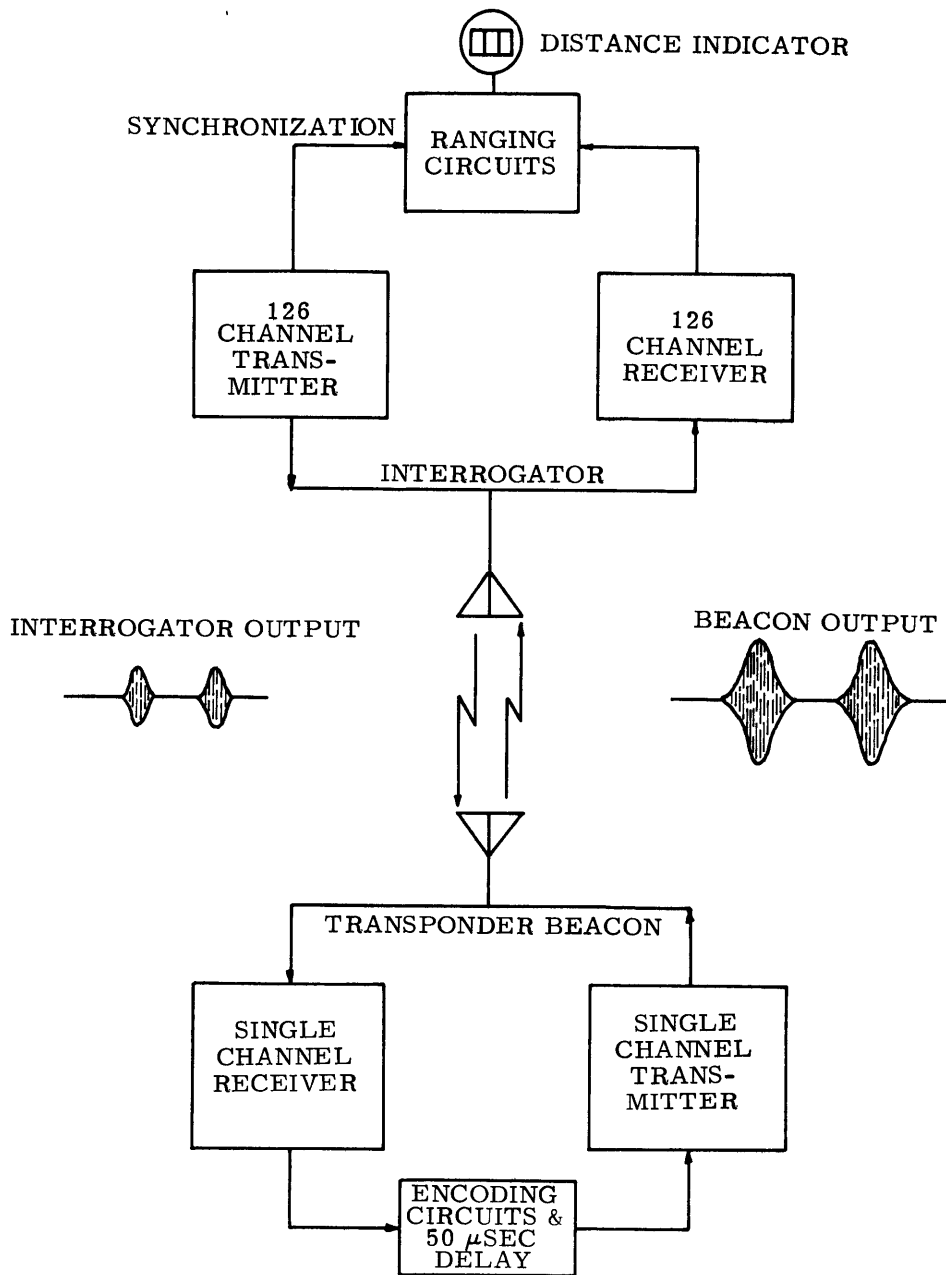 DISTANCE INDICATOR
SYNCHRONIZATION
RANGING
CIRCUITS
126
CHANNEL
TRANS-
MITTER
126
CHANNEL
RECEIVER
INTERROGATOR
INTERROGATOR OUTPUT
BEACON OUTPUT
TRANSPONDER BEACON
SINGLE
CHANNEL
RECEIVER
SINGLE
CHANNEL
TRANS-
MITTER
ENCODING
CIRCUITS &
50 μSEC
DELAY